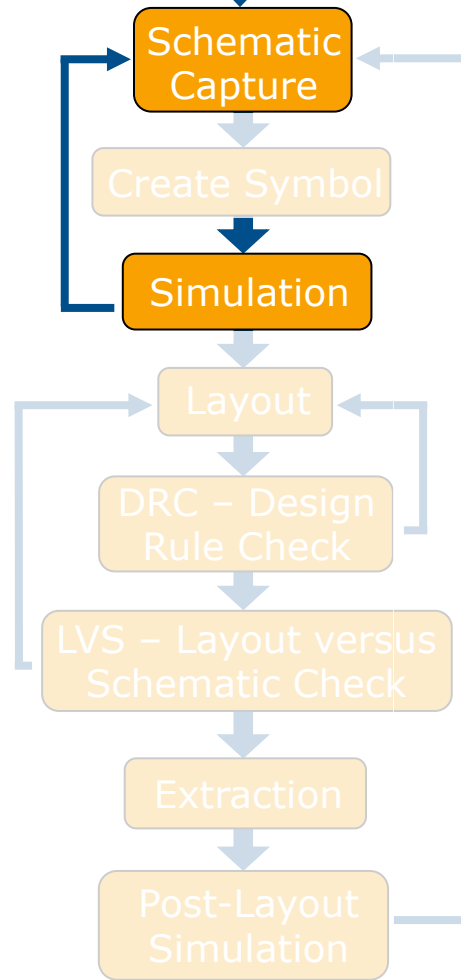 Schematic
Capture
Create Symbol
Simulation
Layout
DRC – Design
Rule Check
LVS – Layout versus
Schematic Check
Extraction
Post-Layout
Simulation